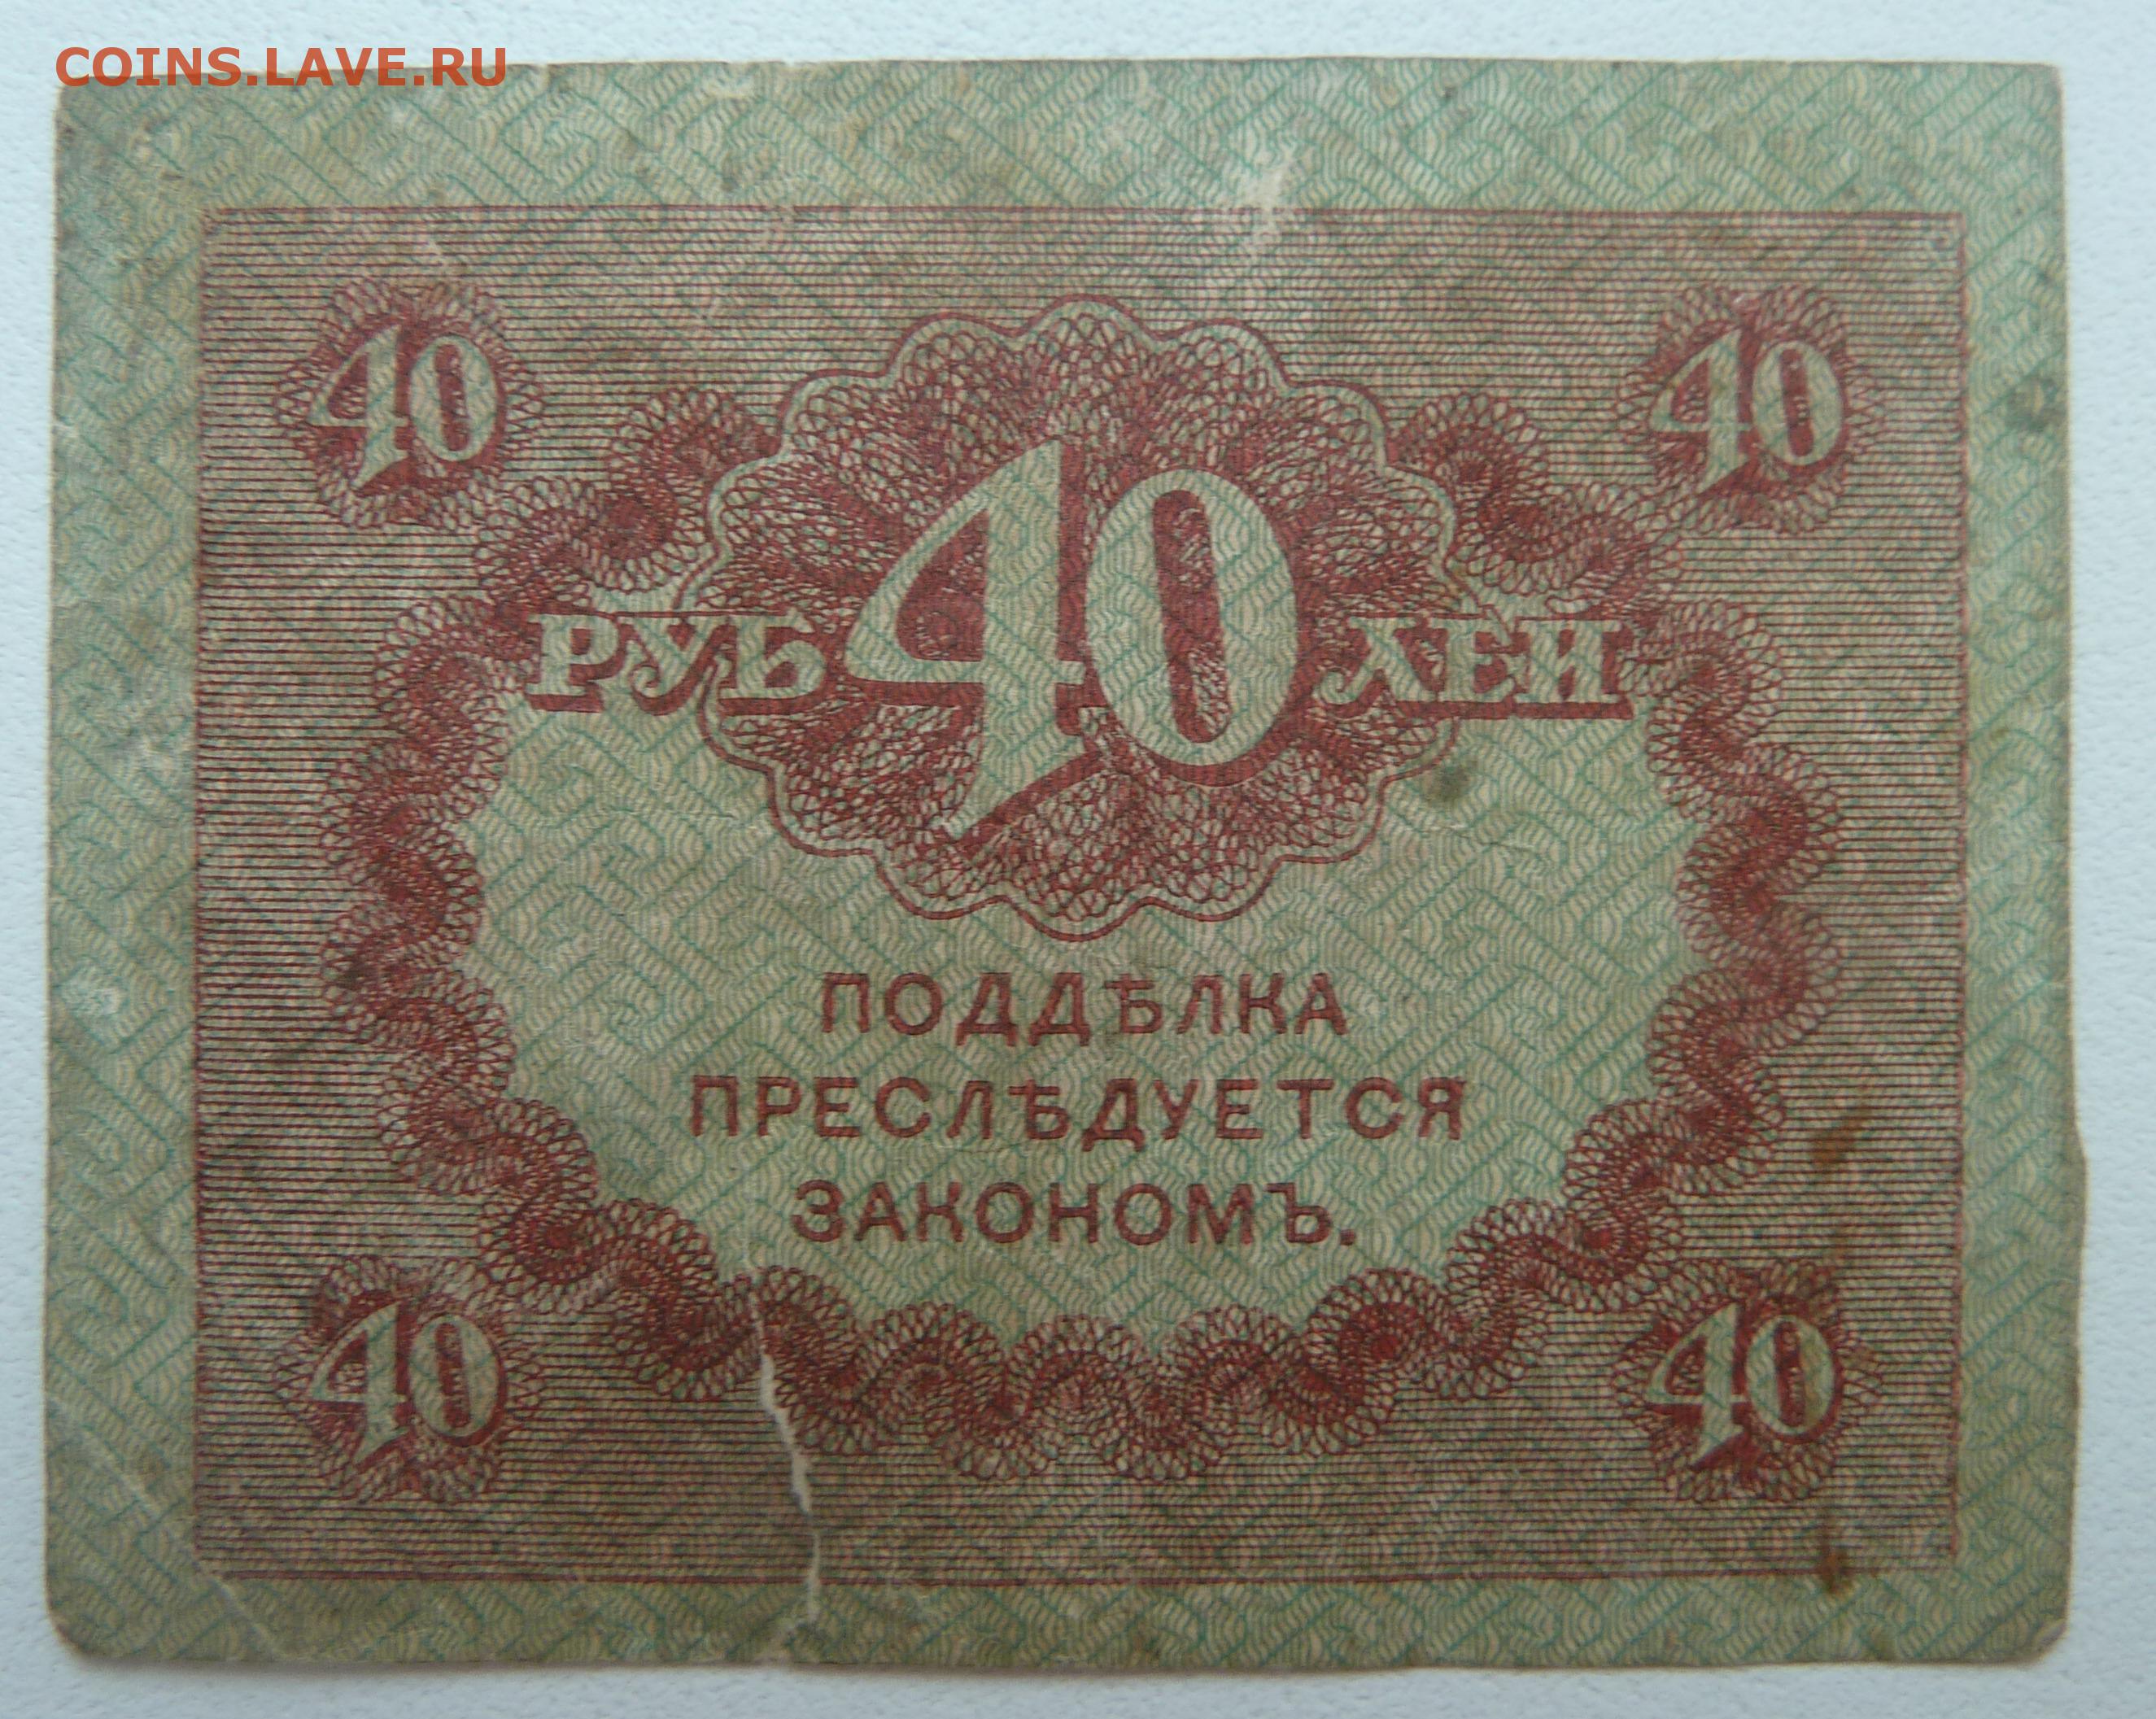 COINS.LAVE.RU
40 40
РУБ 40 ЛЕЙ
ПОДДѢЛКА
ПРЕСЛѢДУЕТСЯ
ЗАКОНОМЪ.
40 40